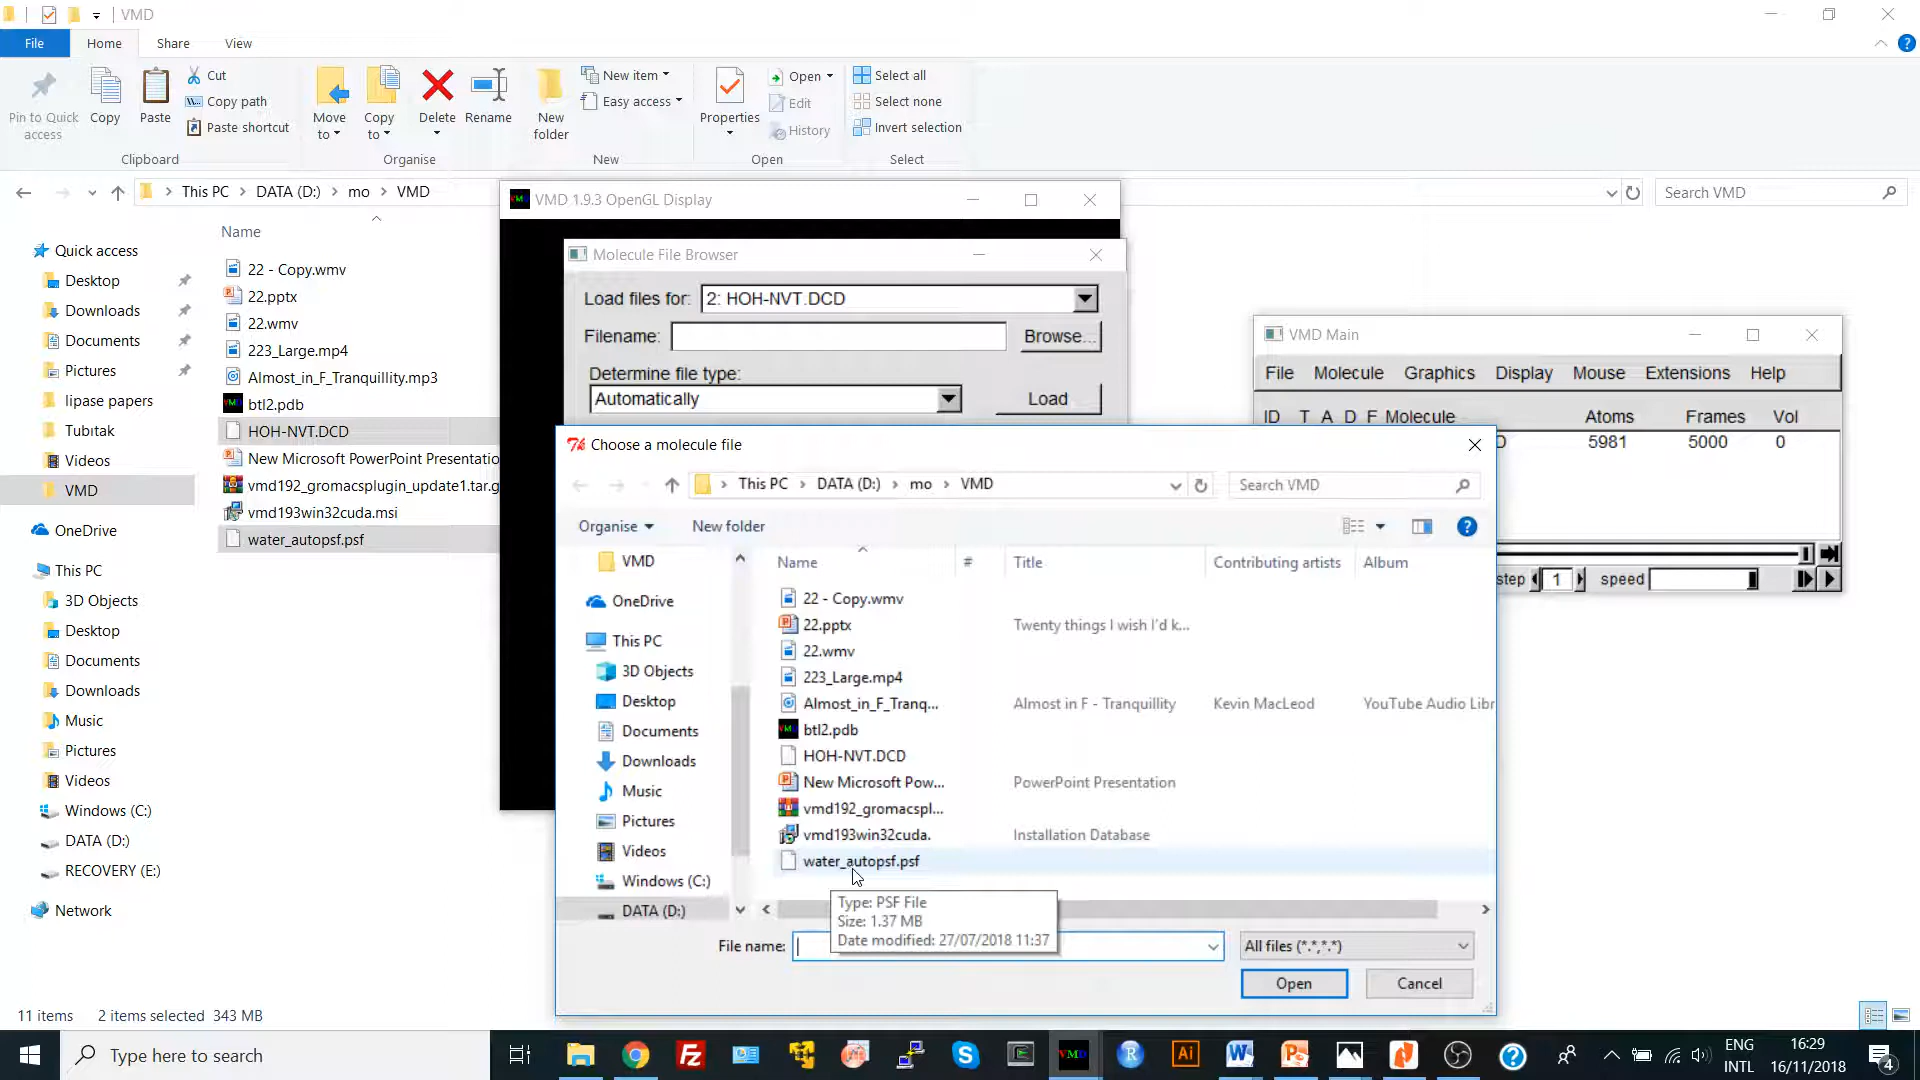 VMD
File Home Share View
Pin to Quick access
Copy
Paste
Cut
Copy path
Paste shortcut
Clipboard
Move to
Copy to
Delete
Rename
Organise
New folder
New item
Easy access
New
Properties
Open
Edit
History
Open
Select all
Select none
Invert selection
Select
This PC > DATA (D:) > mo > VMD
Search VMD
Quick access
Desktop
Downloads
Documents
Pictures
lipase papers
Tubıtak
Videos
VMD
OneDrive
This PC
3D Objects
Desktop
Documents
Downloads
Music
Pictures
Videos
Windows (C:)
DATA (D:)
RECOVERY (E:)
Network
Name
22 - Copy.wmv
22.pptx
22.wmv
223_Large.mp4
Almost_in_F_Tranquillity.mp3
btl2.pdb
HOH-NVT.DCD
New Microsoft PowerPoint Presentatio
vmd192_gromacsplugin_update1.tar.g
vmd193win32cuda.msi
water_autopsf.psf
11 items 2 items selected 343 MB
VMD 1.9.3 OpenGL Display
Molecule File Browser
Load files for: 2: HOH-NVT.DCD
Filename: Browse...
Determine file type:
Automatically Load
VMD Main
File Molecule Graphics Display Mouse Extensions Help
ID T A D F Molecule Atoms Frames Vol
D 5981 5000 0
step 1 speed
Choose a molecule file
This PC > DATA (D:) > mo > VMD
Search VMD
Organise New folder
VMD
OneDrive
This PC
3D Objects
Desktop
Documents
Downloads
Music
Pictures
Videos
Windows (C:)
DATA (D:)
Name # Title Contributing artists Album
22 - Copy.wmv
22.pptx Twenty things I wish I'd k...
22.wmv
223_Large.mp4
Almost_in_F_Tranq... Almost in F - Tranquillity Kevin MacLeod YouTube Audio Libr
btl2.pdb
HOH-NVT.DCD
New Microsoft Pow... PowerPoint Presentation
vmd192_gromacspl...
vmd193win32cuda. Installation Database
water_autopsf.psf
Type: PSF File
Size: 1.37 MB
Date modified: 27/07/2018 11:37
File name: All files (*.*,*.*)
Open Cancel
Type here to search
ENG
INTL
16:29
16/11/2018
4